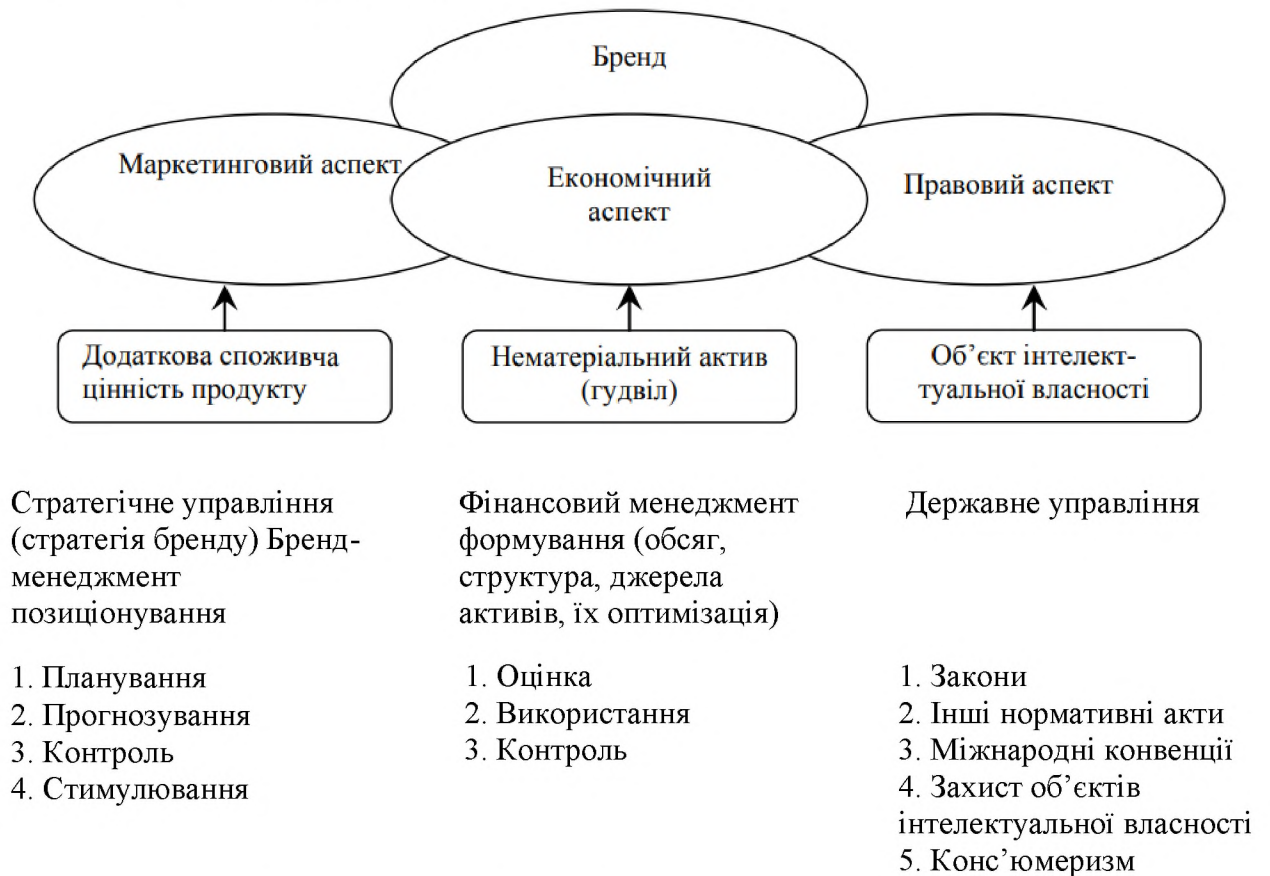 Бренд
Маркетинговий аспект
Економічний
аспект
Правовий аспект
Додаткова споживча
цінність продукту
Нематеріальний актив
(гудвіл)
Об’єкт інтелек-
туальної власності
Стратегічне управління
(стратегія бренду) Бренд-
менеджмент
позиціонування
1. Планування
2. Прогнозування
3. Контроль
4. Стимулювання
Фінансовий менеджмент
формування (обсяг,
структура, джерела
активів, їх оптимізація)
1. Оцінка
2. Використання
3. Контроль
Державне управління
1. Закони
2. Інші нормативні акти
3. Міжнародні конвенції
4. Захист об’єктів
інтелектуальної власності
5. Конс’юмеризм